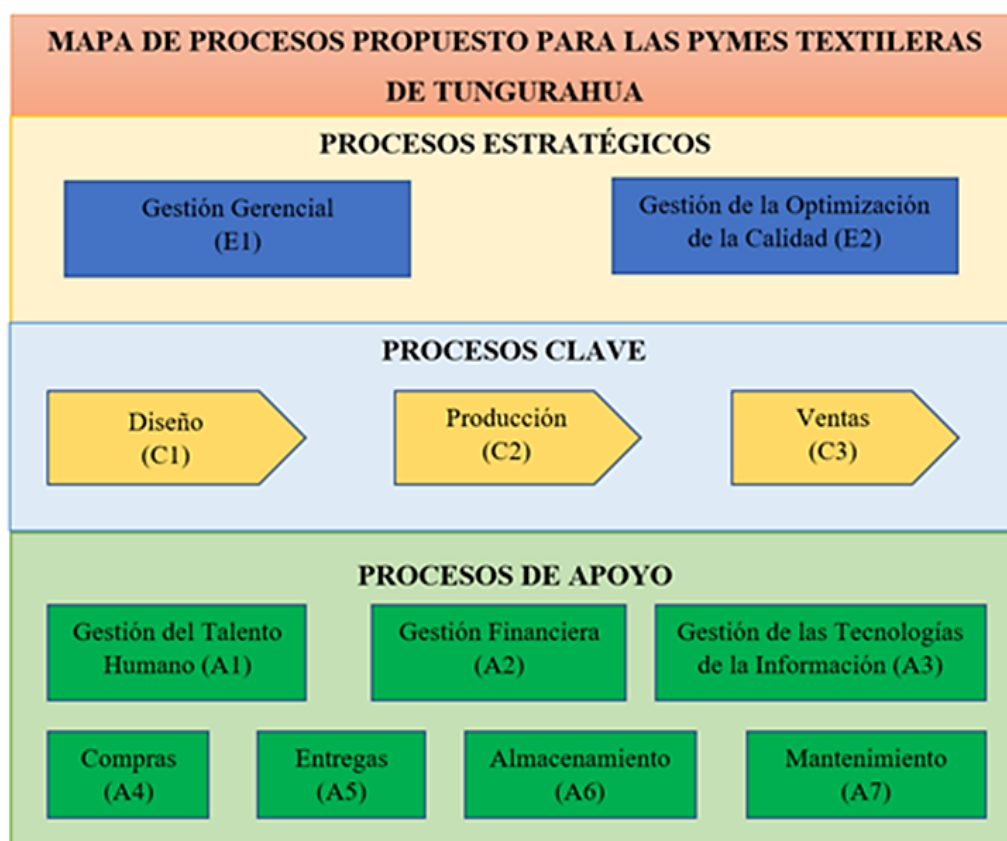 MAPA DE PROCESOS PROPUESTO PARA LAS PYMES TEXTILERAS
DE TUNGURAHUA
PROCESOS ESTRATÉGICOS
Gestión Gerencial
(E1)
Gestión de la Optimización
de la Calidad (E2)
PROCESOS CLAVE
Diseño
(C1)
Producción
(C2)
Ventas
(C3)
PROCESOS DE APOYO
Gestión del Talento
Humano (A1)
Gestión Financiera
(A2)
Gestión de las Tecnologías
de la Información (A3)
Compras
(A4)
Entregas
(A5)
Almacenamiento
(A6)
Mantenimiento
(A7)